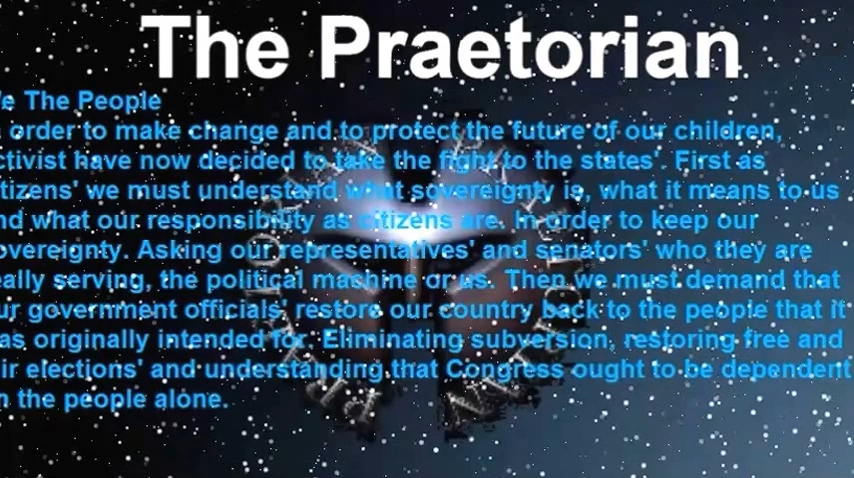 The Praetorian
e The People
order to make change and to protect the future of our children,
ctivist have now decided to take the fight to the states'. First as
tizens' we must understand what sovereignty is, what it means to us
nd what our responsibility as citizens are. In order to keep our
overeignty. Asking our representatives' and senators' who they are
eally serving, the political machine or us. Then we must demand that
ur government officials' restore our country back to the people that it
as originally intended for. Eliminating subversion, restoring free and
ir elections' and understanding that Congress ought to be dependent
n the people alone.